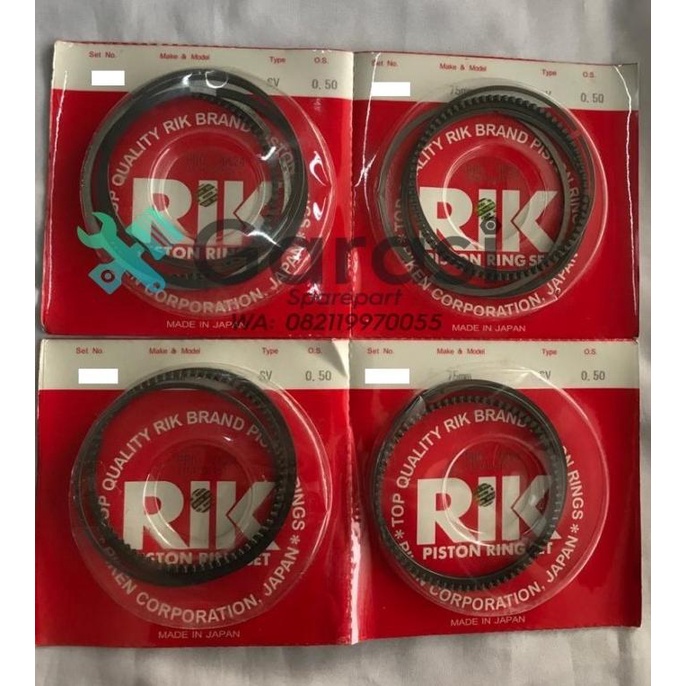 Set No. Make & Model Type O.S.
SV 0.50
TOP QUALITY RIK BRAND PISTON RINGS
RiK
PISTON RING SET
RIKEN CORPORATION, JAPAN
MADE IN JAPAN
Set No. Make & Model Type O.S.
75mm 0.50
*TOP QUALITY RIK BRAND PISTON RINGS
RiK
PISTON RING SET
RIKEN CORPORATION, JAPAN
MADE IN JAPAN
Garasi
Sparepart
WA: 082119970055
Set No. Make & Model Type O.S.
SV 0.50
TOP QUALITY RIK BRAND PISTON RINGS*
RiK
PISTON RING SET
RIKEN CORPORATION, JAPAN
MADE IN JAPAN
Set No. Make & Model Type O.S.
75mm SV 0.50
*TOP QUALITY RIK BRAND PISTON RINGS*
RiK
PISTON RING SET
RIKEN CORPORATION, JAPAN
MADE IN JAPAN